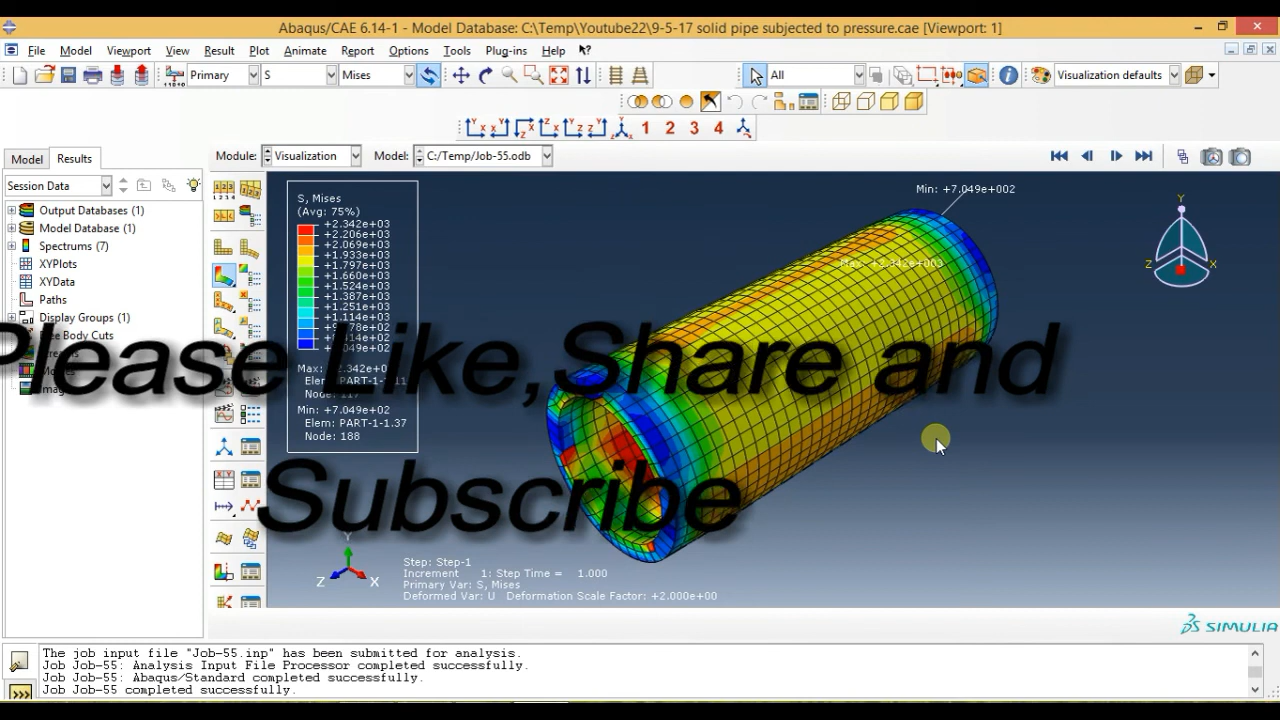 Abaqus/CAE 6.14-1 - Model Database: C:\Temp\Youtube22\9-5-17 solid pipe subjected to pressure.cae [Viewport: 1]
File Model Viewport View Result Plot Animate Report Options Tools Plug-ins Help
Primary S Mises All Visualization defaults
1 2 3 4
Model Results Module: Visualization Model: C:/Temp/Job-55.odb
Session Data
Output Databases (1)
Model Database (1)
Spectrums (7)
XYPlots
XYData
Paths
Display Groups (1)
Body Cuts
S, Mises
(Avg: 75%)
+2.342e+03
+2.206e+03
+2.069e+03
+1.933e+03
+1.797e+03
+1.660e+03
+1.524e+03
+1.387e+03
+1.251e+03
+1.114e+03
Min: +7.049e+002
Max: +2.342e+003
Y
Z X
Please Like,Share and
Subscribe
Min: +7.049e+02
Elem: PART-1-1.37
Node: 188
Y
Z X
Step: Step-1
Increment 1: Step Time = 1.000
Primary Var: S, Mises
Deformed Var: U Deformation Scale Factor: +2.000e+00
SIMULIA
The job input file "Job-55.inp" has been submitted for analysis.
Job Job-55: Analysis Input File Processor completed successfully.
Job Job-55: Abaqus/Standard completed successfully.
Job Job-55 completed successfully.